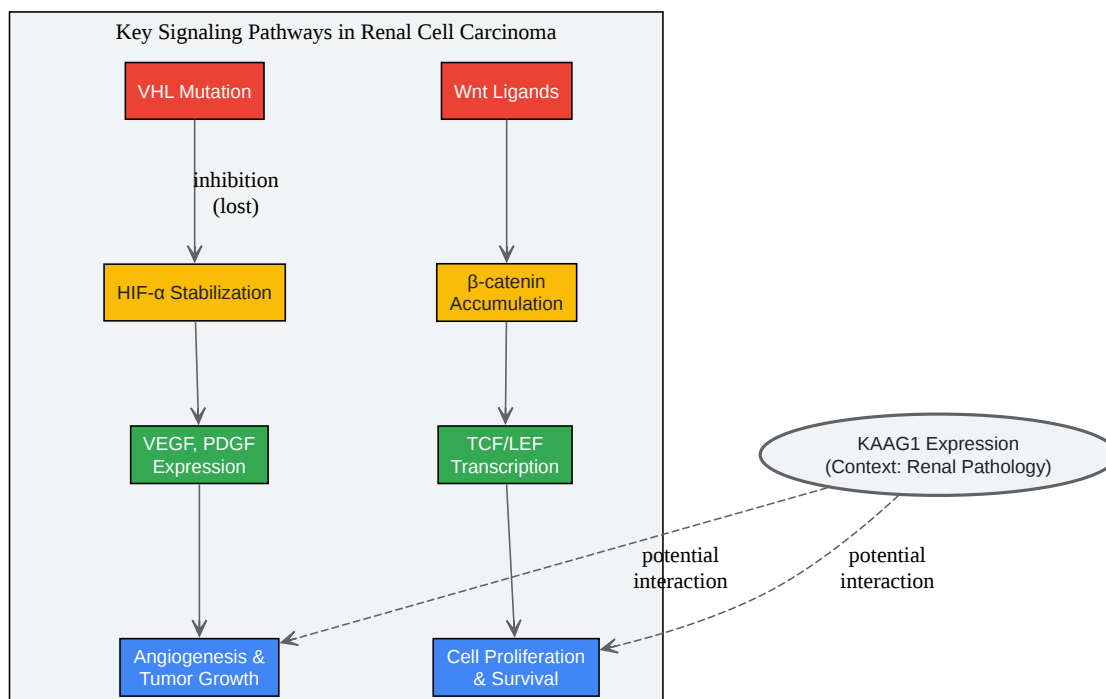 Key Signaling Pathways in Renal Cell Carcinoma
VHL Mutation
Wnt Ligands
inhibition
(lost)
HIF-α Stabilization
β-catenin
Accumulation
VEGF, PDGF
Expression
TCF/LEF
Transcription
KAAG1 Expression
(Context: Renal Pathology)
potential
interaction
potential
interaction
Angiogenesis &
Tumor Growth
Cell Proliferation
& Survival